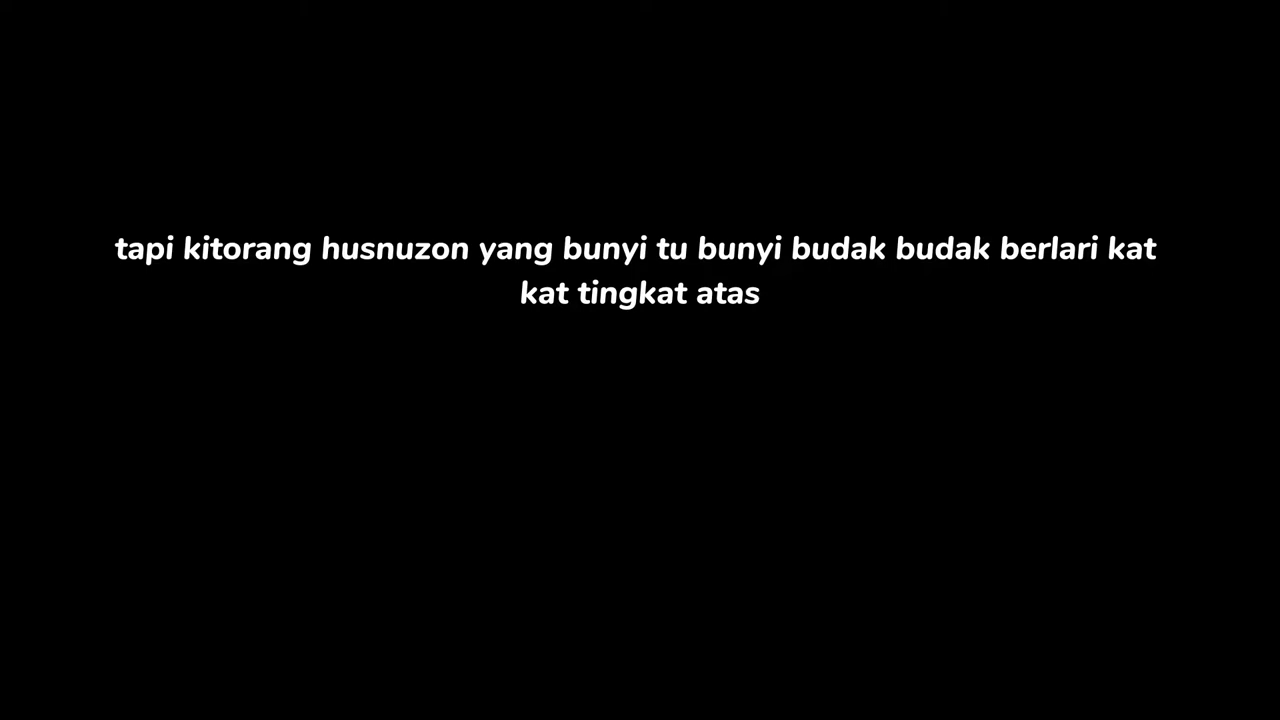 tapi kitorang husnuzon yang bunyi tu bunyi budak budak berlari kat
kat tingkat atas